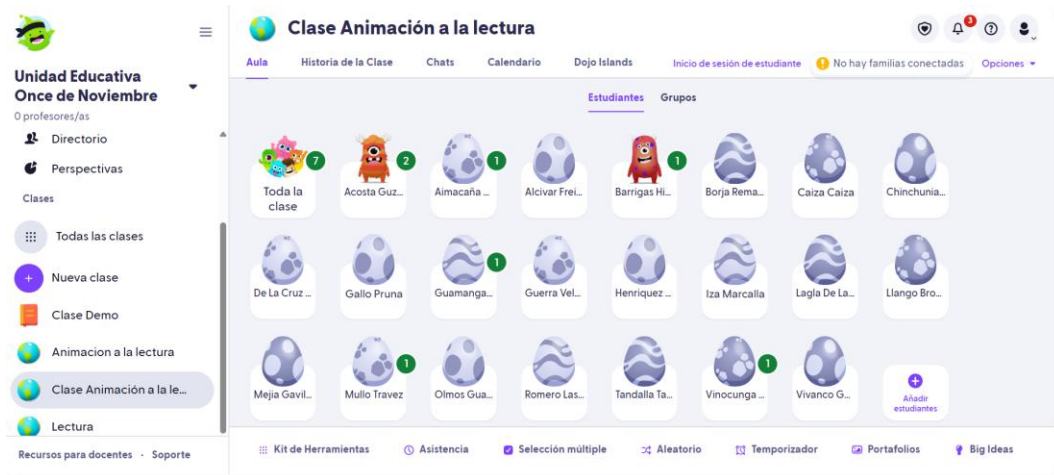 Unidad Educativa
Once de Noviembre
0 profesores/as
Directorio
Perspectivas
Clases
Todas las clases
Nueva clase
Clase Demo
Animacion a la lectura
Clase Animación a la le...
Lectura
Recursos para docentes · Soporte
Clase Animación a la lectura
3
Aula Historia de la Clase Chats Calendario Dojo Islands Inicio de sesión de estudiante No hay familias conectadas Opciones
Estudiantes Grupos
7 2 1 1
Toda la clase Acosta Guz... Aimacaña ... Alcivar Frei... Barrigas Hi... Borja Rema... Caiza Caiza Chinchunia...
1
De La Cruz ... Gallo Pruna Guamanga... Guerra Vel... Henriquez ... Iza Marcalla Lagla De La... Llango Bro...
1 1
Mejia Gavil... Mullo Travez Olmos Gua... Romero Las... Tandalla Ta... Vinocunga ... Vivanco G... Añadir estudiantes
Kit de Herramientas Asistencia Selección múltiple Aleatorio Temporizador Portafolios Big Ideas